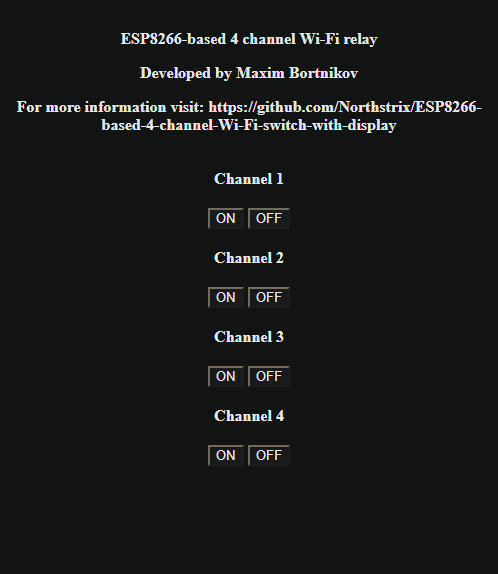 ESP8266-based 4 channel Wi-Fi relay
Developed by Maxim Bortnikov
For more information visit: https://github.com/Northstrix/ESP8266-
based-4-channel-Wi-Fi-switch-with-display
Channel 1
ON OFF
Channel 2
ON OFF
Channel 3
ON OFF
Channel 4
ON OFF